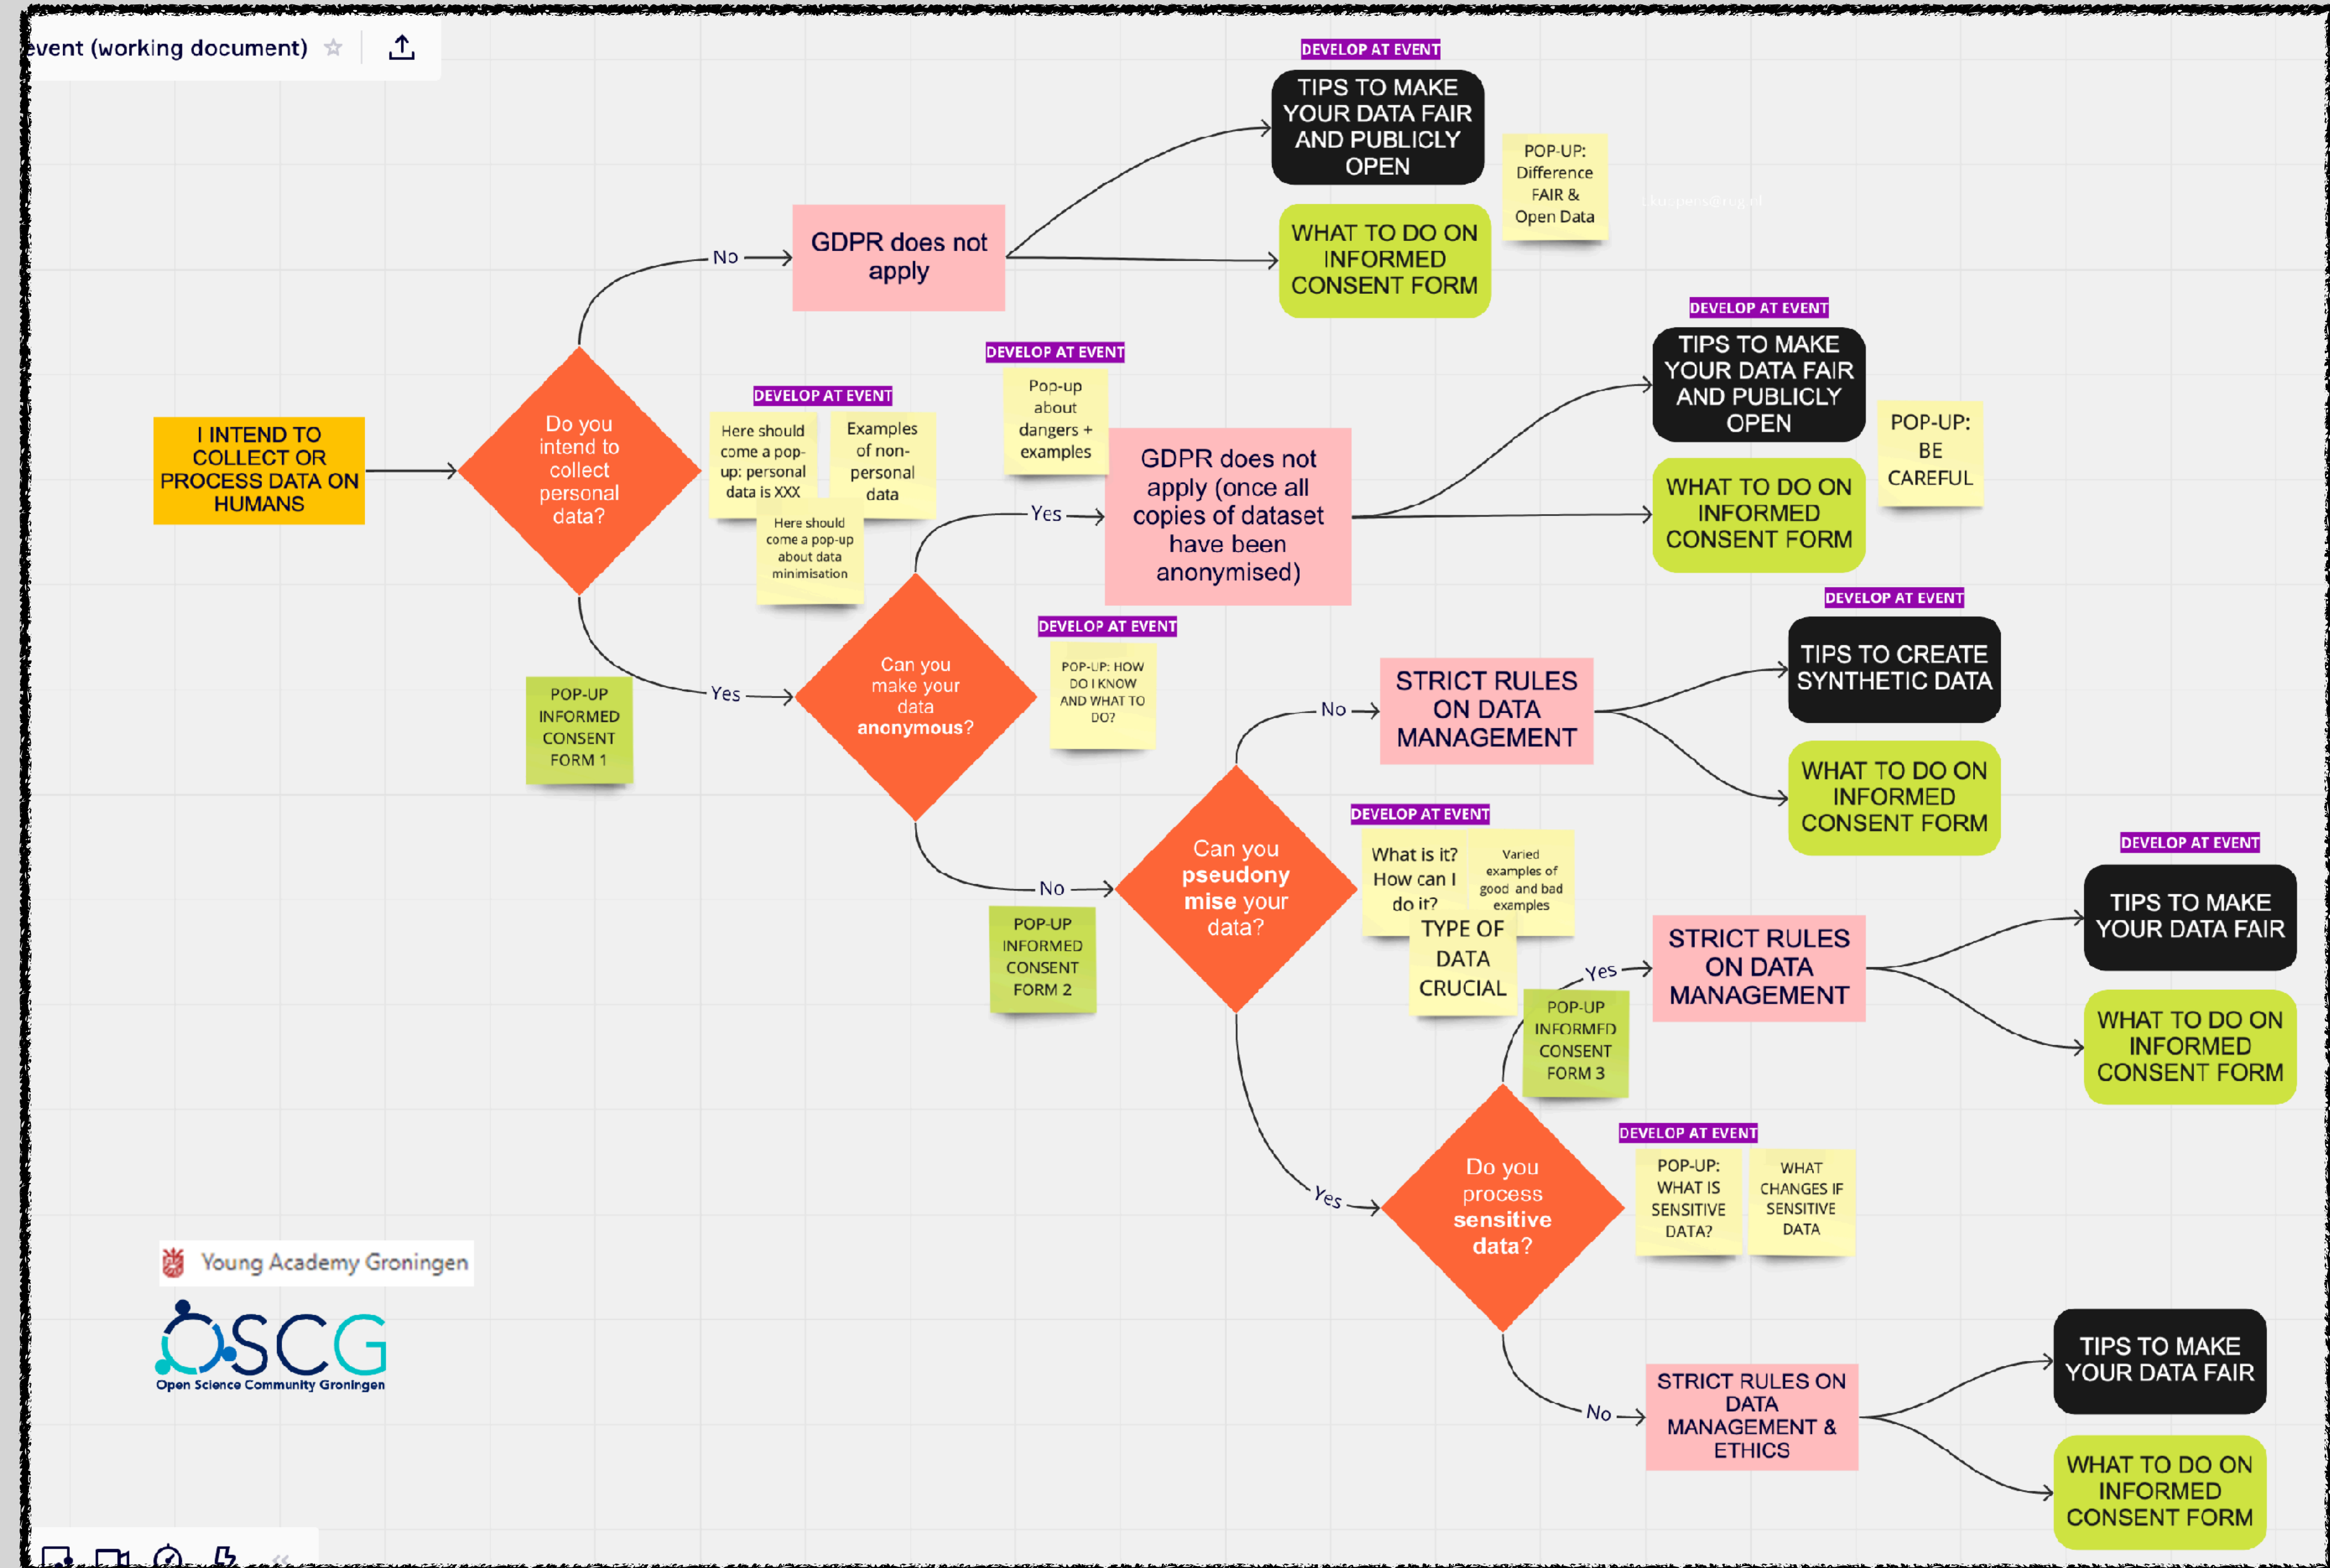 event (working document)
DEVELOP AT EVENT
TIPS TO MAKE
YOUR DATA FAIR
AND PUBLICLY
OPEN
POP-UP:
Difference
FAIR &
Open Data
WHAT TO DO ON
INFORMED
CONSENT FORM
No
GDPR does not
apply
DEVELOP AT EVENT
TIPS TO MAKE
YOUR DATA FAIR
AND PUBLICLY
OPEN
POP-UP:
BE
CAREFUL
WHAT TO DO ON
INFORMED
CONSENT FORM
DEVELOP AT EVENT
Pop-up
about
dangers +
examples
GDPR does not
apply (once all
copies of dataset
have been
anonymised)
Yes
I INTEND TO
COLLECT OR
PROCESS DATA ON
HUMANS
Do you
intend to
collect
personal
data?
DEVELOP AT EVENT
Here should
come a pop-
up: personal
data is XXX
Examples
of non-
personal
data
Here should
come a pop-up
about data
minimisation
POP-UP
INFORMED
CONSENT
FORM 1
Yes
Can you
make your
data
anonymous?
DEVELOP AT EVENT
POP-UP: HOW
DO I KNOW
AND WHAT TO
DO?
DEVELOP AT EVENT
TIPS TO CREATE
SYNTHETIC DATA
WHAT TO DO ON
INFORMED
CONSENT FORM
No
STRICT RULES
ON DATA
MANAGEMENT
No
POP-UP
INFORMED
CONSENT
FORM 2
Can you
pseudony
mise your
data?
DEVELOP AT EVENT
What is it?
How can I
do it?
Varied
examples of
good and bad
examples
TYPE OF
DATA
CRUCIAL
Yes
STRICT RULES
ON DATA
MANAGEMENT
DEVELOP AT EVENT
TIPS TO MAKE
YOUR DATA FAIR
WHAT TO DO ON
INFORMED
CONSENT FORM
POP-UP
INFORMED
CONSENT
FORM 3
Yes
Do you
process
sensitive
data?
DEVELOP AT EVENT
POP-UP:
WHAT IS
SENSITIVE
DATA?
WHAT
CHANGES IF
SENSITIVE
DATA
No
STRICT RULES ON
DATA
MANAGEMENT &
ETHICS
TIPS TO MAKE
YOUR DATA FAIR
WHAT TO DO ON
INFORMED
CONSENT FORM
Young Academy Groningen
OSCG
Open Science Community Groningen